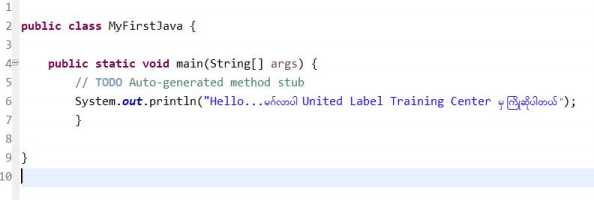 1
2 public class MyFirstJava {
3
4 public static void main(String[] args) {
5 // TODO Auto-generated method stub
6 System.out.println("Hello...မင်္ဂလာပါ United Label Training Center မှ ကြိုဆိုပါတယ်");
7 }
8
9 }
10